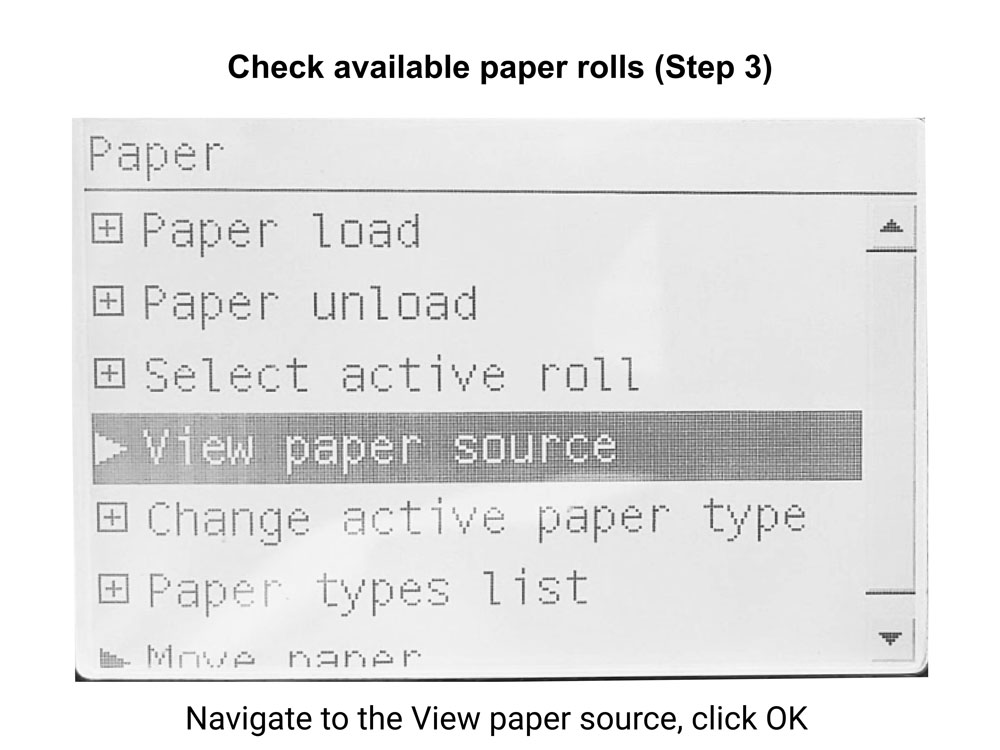 Check available paper rolls (Step 3)
Paper
Paper load
Paper unload
Select active roll
View paper source
Change active paper type
Paper types list
Move paper
Navigate to the View paper source, click OK